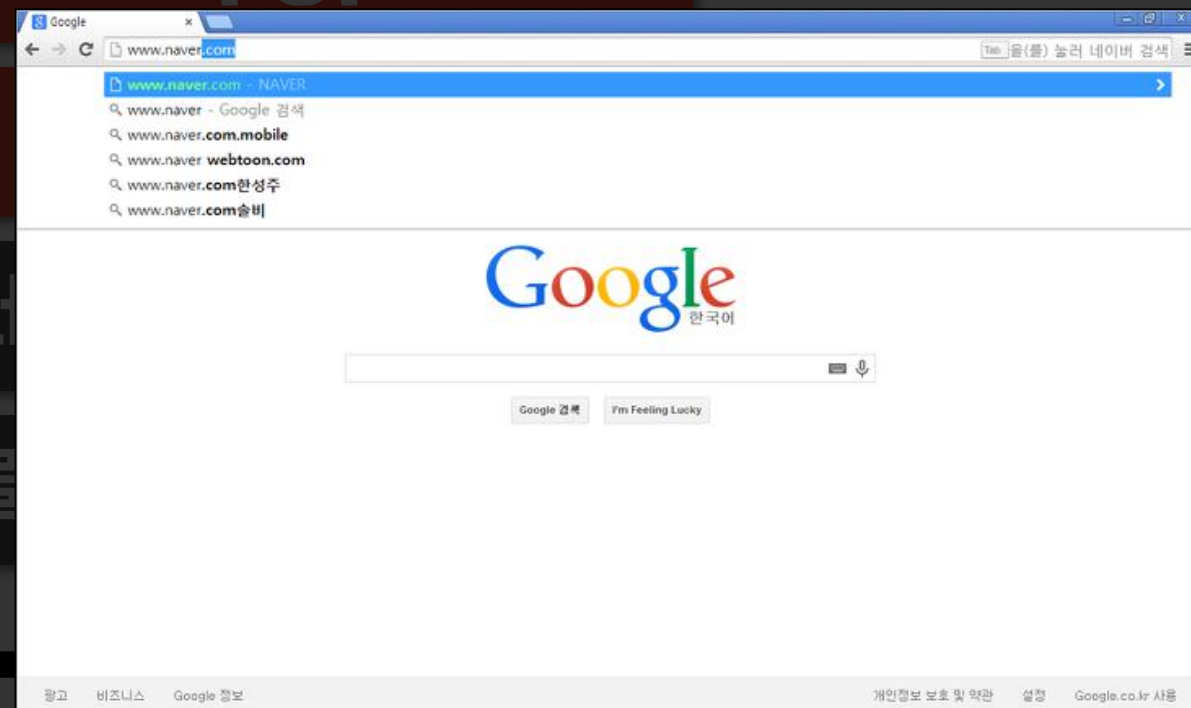 Google
www.naver.com
Tab 을(를) 눌러 네이버 검색
www.naver.com - NAVER
www.naver - Google 검색
www.naver.com.mobile
www.naver webtoon.com
www.naver.com한성주
www.naver.com술비
Google
한국어
Google 검색 I'm Feeling Lucky
광고 비즈니스 Google 정보 개인정보 보호 및 약관 설정 Google.co.kr 사용